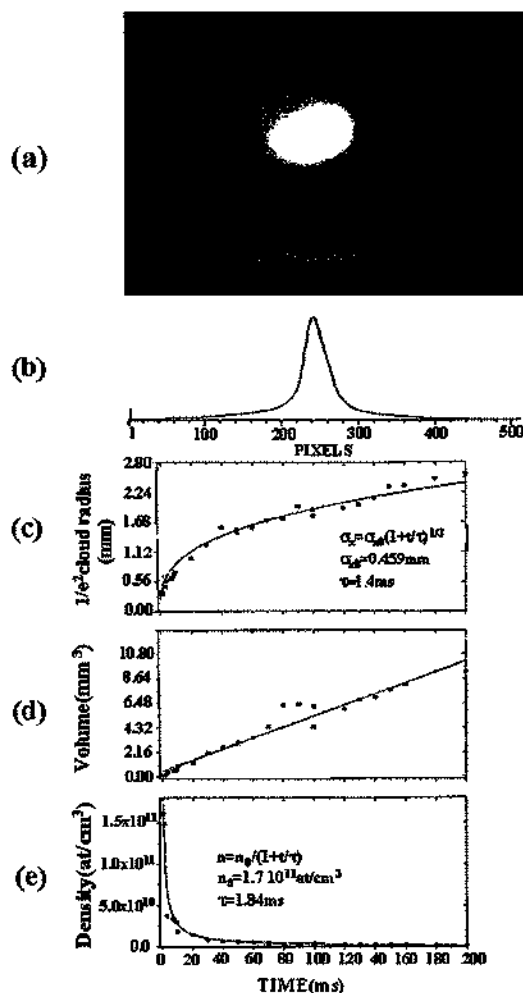 (a)
(b)
1 100 200 300 400 500
PIXELS
(c)
1/e² cloud radius
(mm)
2.80
2.24
1.68
1.12
0.56
0.00
σx=σx0(1+t/τ)^1/3
σx0=0.459mm
τ=1.4ms
(d)
Volume(mm³)
10.80
8.64
6.48
4.32
2.16
0.00
(e)
Density(at/cm³)
1.5x10¹¹
1.0x10¹¹
5.0x10¹⁰
0.0
n=n0/(1+t/τ)
n0=1.7 10¹¹at/cm³
τ=1.84ms
0 20 40 60 80 100 120 140 160 180 200
TIME(ms)